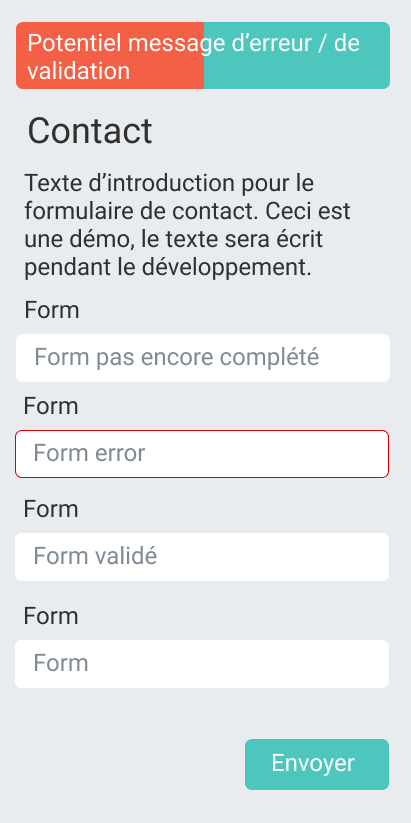 Potentiel message d’erreur / de
validation
Contact
Texte d’introduction pour le
formulaire de contact. Ceci est
une démo, le texte sera écrit
pendant le développement.
Form
Form pas encore complété
Form
Form error
Form
Form validé
Form
Form
Envoyer